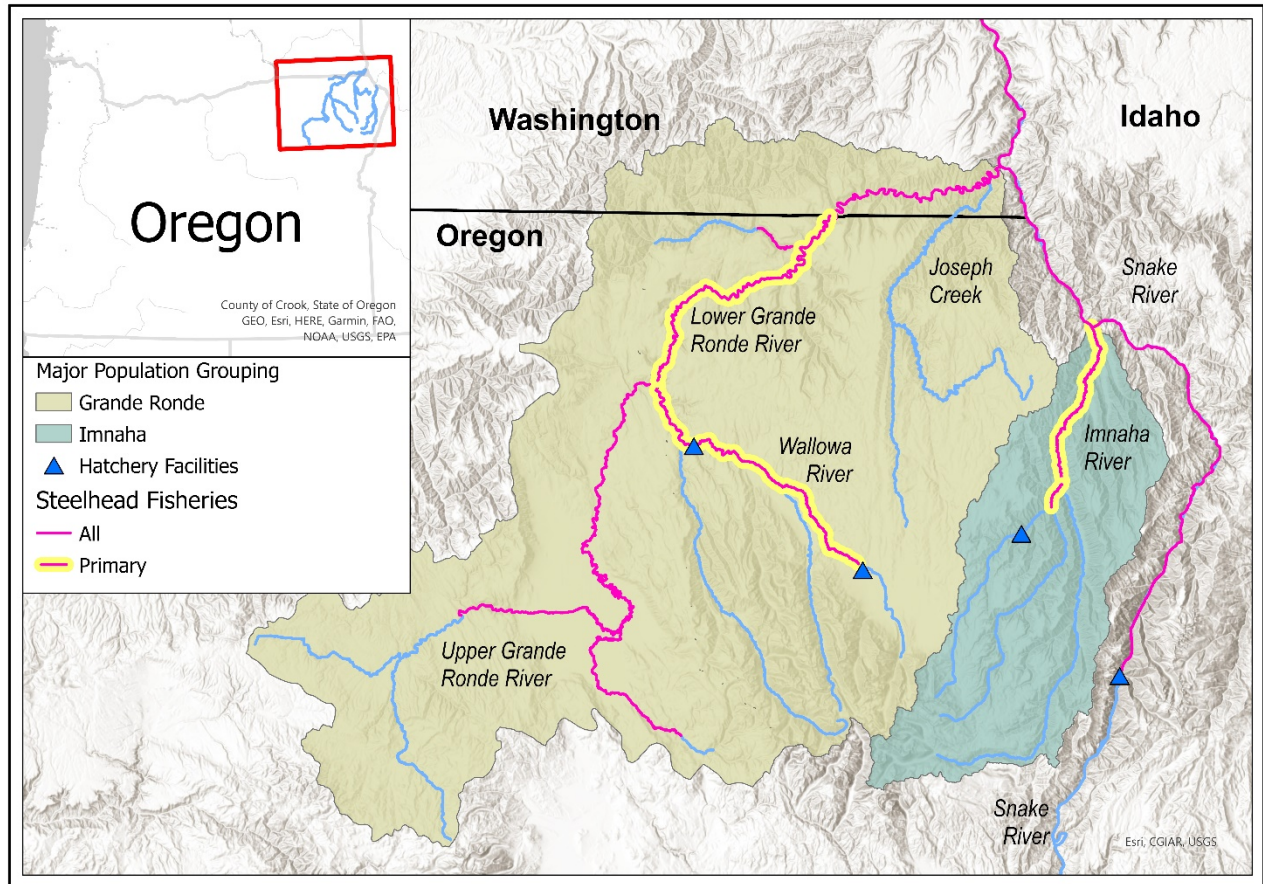 Oregon
County of Crook, State of Oregon
GEO, Esri, HERE, Garmin, FAO,
NOAA, USGS, EPA
Major Population Grouping
Grande Ronde
Imnaha
Hatchery Facilities
Steelhead Fisheries
All
Primary
Washington
Idaho
Oregon
Joseph
Creek
Snake
River
Lower Grande
Ronde River
Wallowa
River
Imnaha
River
Upper Grande
Ronde River
Snake
River
Esri, CGIAR, USGS